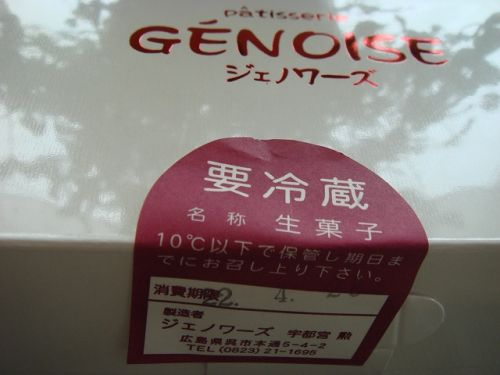 pâtisserie
GÉNOISE
ジェノワーズ
要冷蔵
名称 生菓子
10℃以下で保管し期日ま
でにお召し上り下さい。
消費期限 22. 4.
製造者
ジェノワーズ 宇都宮 勲
広島県呉市本通5-4-2
TEL (0823) 21-1695